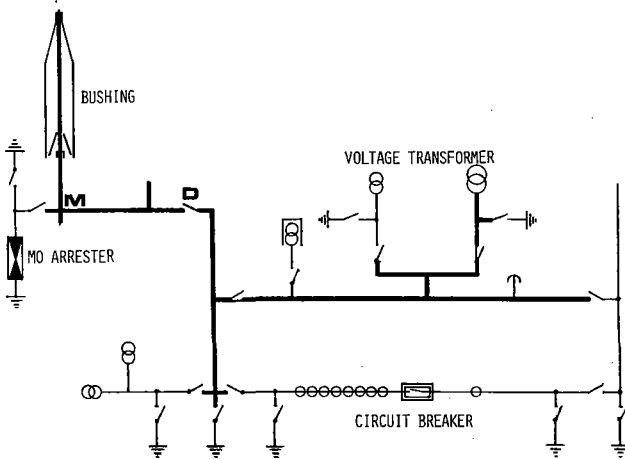 BUSHING
VOLTAGE TRANSFORMER
M
D
MO ARRESTER
CIRCUIT BREAKER